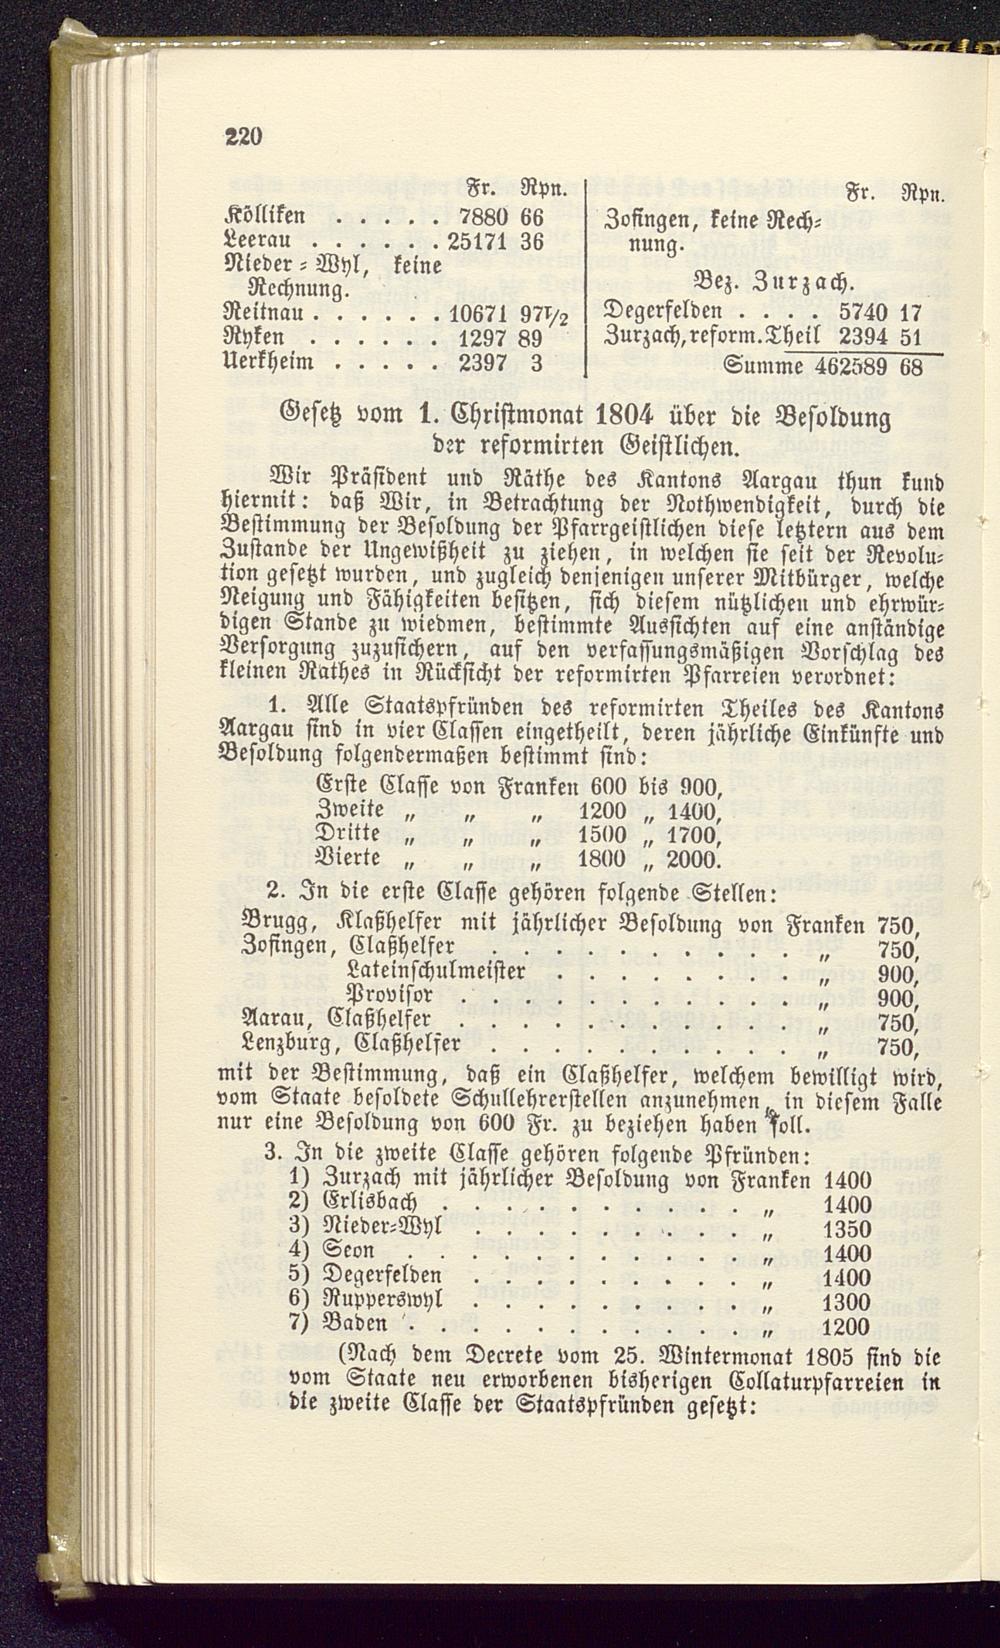 220
Fr. Rpn.
Kölliken . . . . . 7880 66
Leerau . . . . . . 25171 36
Nieder-Wyl, keine
Rechnung.
Reitnau . . . . . . 10671 97 1/2
Ryken . . . . . . 1297 89
Uerkheim . . . . . 2397 3
Fr. Rpn.
Zofingen, keine Rech-
nung.
Bez. Zurzach.
Degerfelden . . . . 5740 17
Zurzach, reform. Theil 2394 51
Summe 462589 68
Gesetz vom 1. Christmonat 1804 über die Besoldung
der reformirten Geistlichen.
Wir Präsident und Räthe des Kantons Aargau thun kund
hiermit: daß Wir, in Betrachtung der Nothwendigkeit, durch die
Bestimmung der Besoldung der Pfarrgeistlichen diese letztern aus dem
Zustande der Ungewißheit zu ziehen, in welchen sie seit der Revolu-
tion gesetzt wurden, und zugleich denjenigen unserer Mitbürger, welche
Neigung und Fähigkeiten besitzen, sich diesem nützlichen und ehrwür-
digen Stande zu wiedmen, bestimmte Aussichten auf eine anständige
Versorgung zuzusichern, auf den verfassungsmäßigen Vorschlag des
kleinen Rathes in Rücksicht der reformirten Pfarreien verordnet:
1. Alle Staatspfründen des reformirten Theiles des Kantons
Aargau sind in vier Classen eingetheilt, deren jährliche Einkünfte und
Besoldung folgendermaßen bestimmt sind:
Erste Classe von Franken 600 bis 900,
Zweite „ „ „ 1200 „ 1400,
Dritte „ „ „ 1500 „ 1700,
Vierte „ „ „ 1800 „ 2000.
2. In die erste Classe gehören folgende Stellen:
Brugg, Klaßhelfer mit jährlicher Besoldung von Franken 750,
Zofingen, Claßhelfer . . . . . . . . . „ 750,
Lateinschulmeister . . . . . . . „ 900,
Provisor . . . . . . . . . . „ 900,
Aarau, Claßhelfer . . . . . . . . . . „ 750,
Lenzburg, Claßhelfer . . . . . . . . . „ 750,
mit der Bestimmung, daß ein Claßhelfer, welchem bewilligt wird,
vom Staate besoldete Schullehrerstellen anzunehmen, in diesem Falle
nur eine Besoldung von 600 Fr. zu beziehen haben soll.
3. In die zweite Classe gehören folgende Pfründen:
1) Zurzach mit jährlicher Besoldung von Franken 1400
2) Erlisbach . . . . . . . . . . „ 1400
3) Nieder-Wyl . . . . . . . . . „ 1350
4) Seon . . . . . . . . . . . „ 1400
5) Degerfelden . . . . . . . . . „ 1400
6) Rupperswyl . . . . . . . . . „ 1300
7) Baden . . . . . . . . . . . „ 1200
(Nach dem Decrete vom 25. Wintermonat 1805 sind die
vom Staate neu erworbenen bisherigen Collaturpfarreien in
die zweite Classe der Staatspfründen gesetzt: